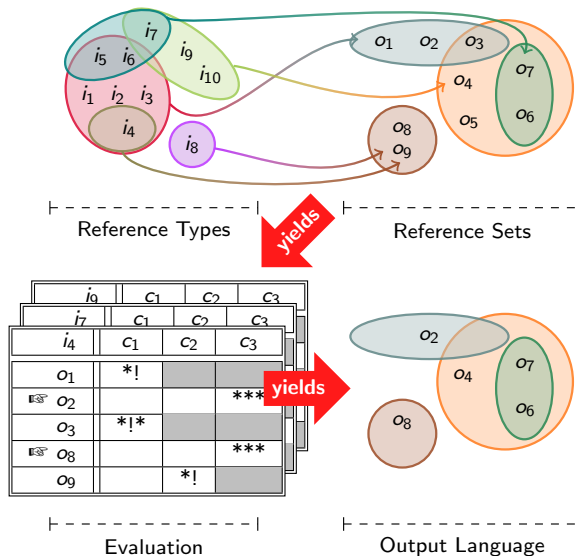 i₇
i₅ i₆ i₉
i₁₀
i₁ i₂ i₃
i₄
i₈
o₁ o₂ o₃
o₄ o₇
o₅ o₆
o₈
o₉
Reference Types
Reference Sets
yields
i₉ c₁ c₂ c₃
i₇ c₁ c₂ c₃
i₄ c₁ c₂ c₃
o₁ *!
☞ o₂ ***
o₃ *!*
☞ o₈ ***
o₉ *!
yields
o₂
o₄ o₇
o₆
o₈
Evaluation
Output Language